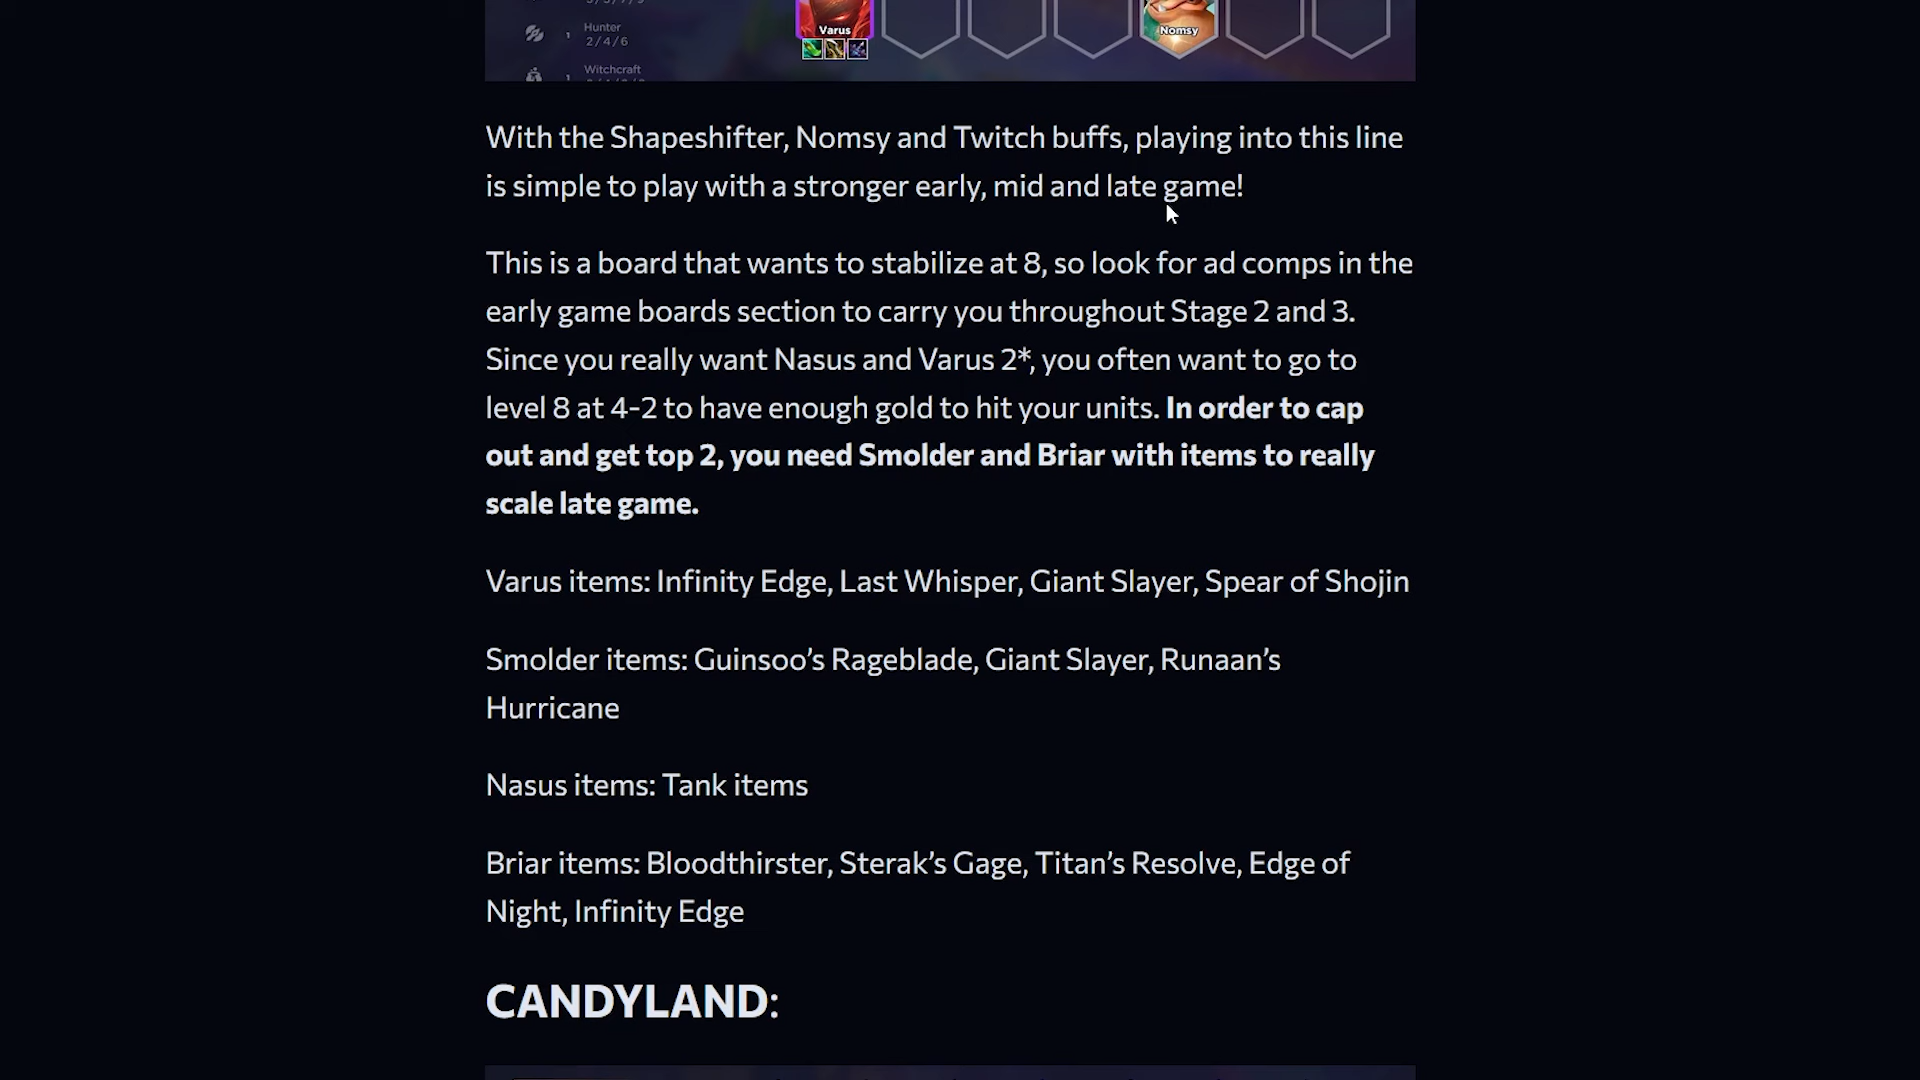 Hunter
1
2/4/6
Witchcraft
1
Varus
Nomsy
With the Shapeshifter, Nomsy and Twitch buffs, playing into this line
is simple to play with a stronger early, mid and late game!
This is a board that wants to stabilize at 8, so look for ad comps in the
early game boards section to carry you throughout Stage 2 and 3.
Since you really want Nasus and Varus 2*, you often want to go to
level 8 at 4-2 to have enough gold to hit your units. In order to cap
out and get top 2, you need Smolder and Briar with items to really
scale late game.
Varus items: Infinity Edge, Last Whisper, Giant Slayer, Spear of Shojin
Smolder items: Guinsoo’s Rageblade, Giant Slayer, Runaan’s
Hurricane
Nasus items: Tank items
Briar items: Bloodthirster, Sterak’s Gage, Titan’s Resolve, Edge of
Night, Infinity Edge
CANDYLAND: